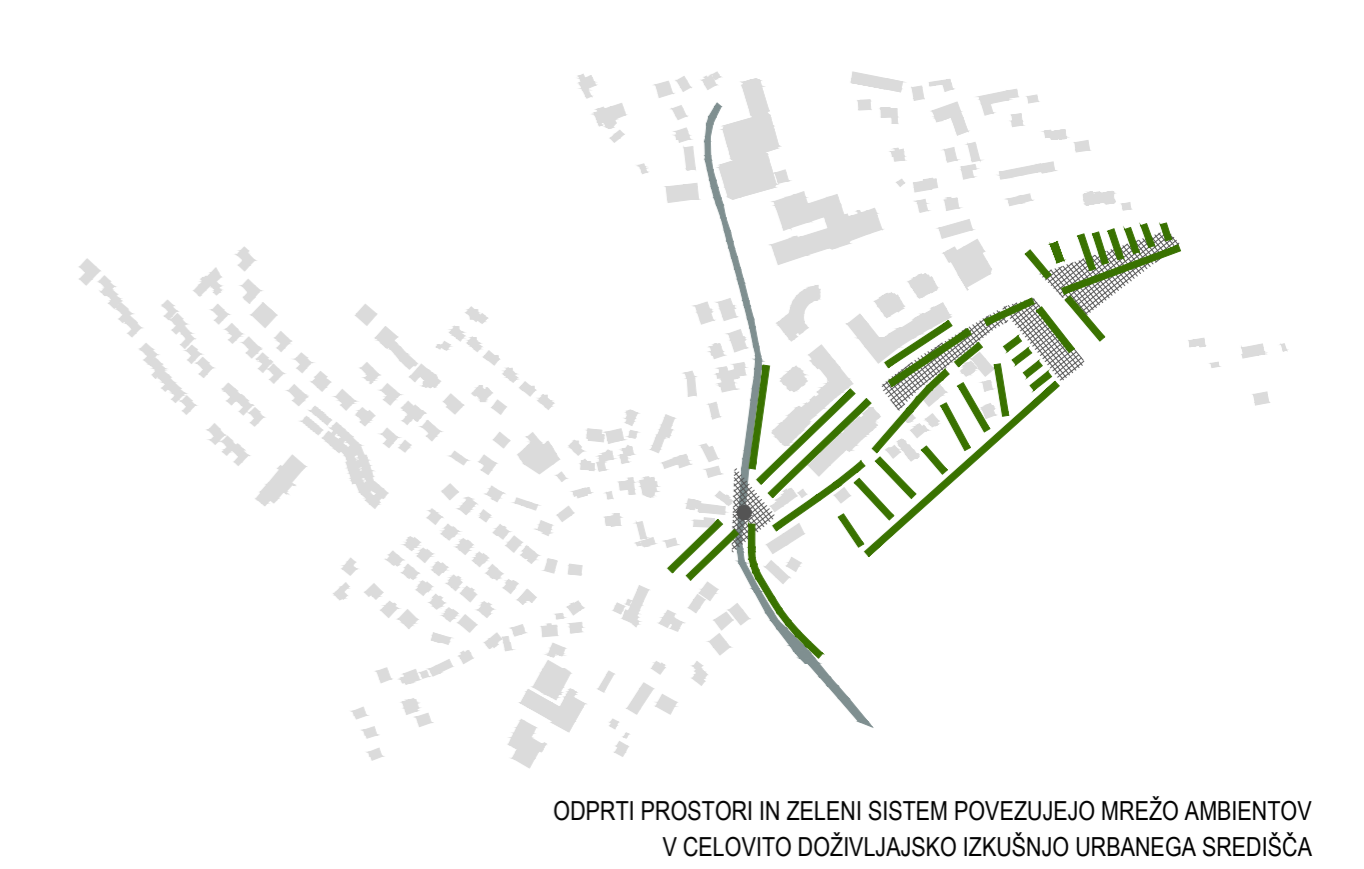 ODPRTI PROSTORI IN ZELENI SISTEM POVEZUJEJO MREŽO AMBIENTOV
V CELOVITO DOŽIVLJAJSKO IZKUŠNJO URBANEGA SREDIŠČA